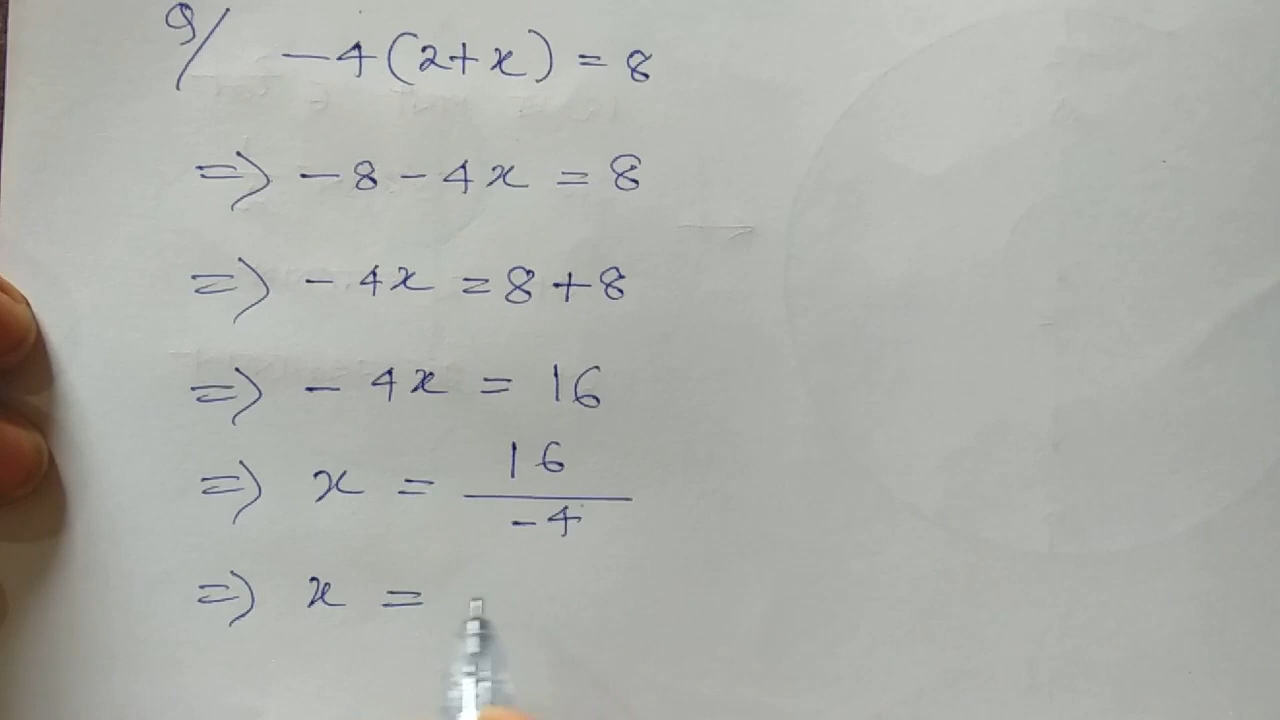 9/ -4(2+x) = 8
=> -8 - 4x = 8
=> - 4x = 8 + 8
=> - 4x = 16
=> x = 16/-4
=> x =